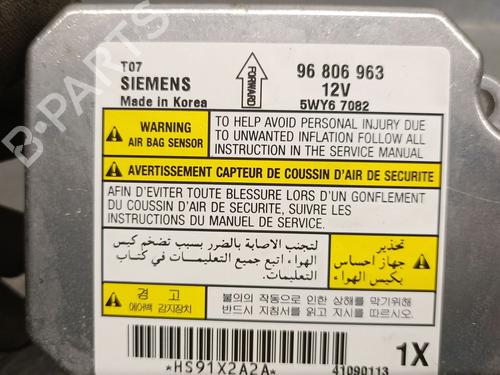 T07
SIEMENS
Made in Korea
FORWARD
96 806 963
12V
5WY6 7082
WARNING
AIR BAG SENSOR
TO HELP AVOID PERSONAL INJURY DUE
TO UNWANTED INFLATION FOLLOW ALL
INSTRUCTION IN THE SERVICE MANUAL
AVERTISSEMENT CAPTEUR DE COUSSIN D'AIR DE SECURITE
AFIN D'EVITER TOUTE BLESSURE LORS D'UN GONFLEMENT
DU COUSSIN D'AIR DE SECURITE, SUIVRE LES
INSTRUCTIONS DU MANUEL DE SERVICE.
تحذير
جهاز احساس
بكيس الهواء
لتجنب الاصابة بالضرر بسبب تضخم كيس
الهواء اتبع جميع التعليمات في كتاب
التعليمات.
경 고
에어백 감지장치
불의의 작동으로 인한 상해를 막기위해
반드시 지침서를 읽고 지시에 따르시오.
*HS91X2A2A*
41090113
1X
B-PARTS